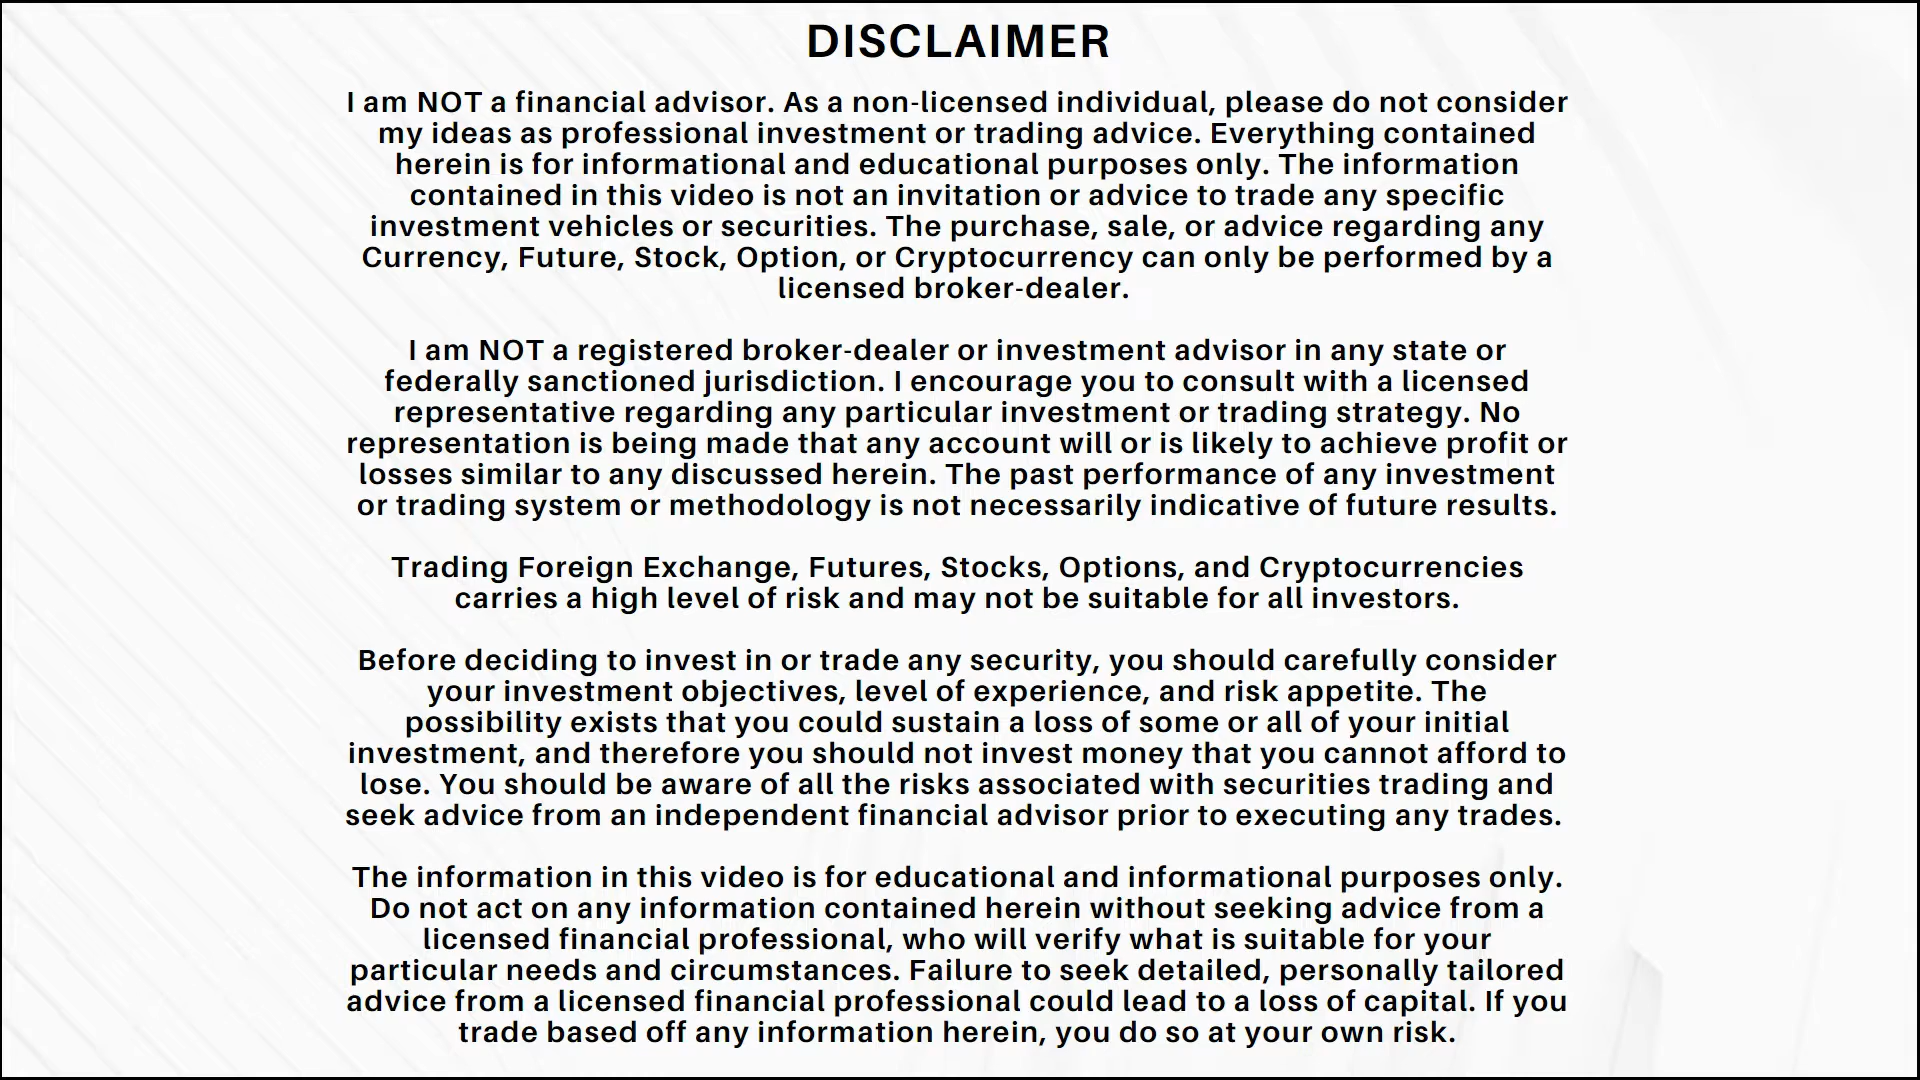 DISCLAIMER
I am NOT a financial advisor. As a non-licensed individual, please do not consider
my ideas as professional investment or trading advice. Everything contained
herein is for informational and educational purposes only. The information
contained in this video is not an invitation or advice to trade any specific
investment vehicles or securities. The purchase, sale, or advice regarding any
Currency, Future, Stock, Option, or Cryptocurrency can only be performed by a
licensed broker-dealer.
I am NOT a registered broker-dealer or investment advisor in any state or
federally sanctioned jurisdiction. I encourage you to consult with a licensed
representative regarding any particular investment or trading strategy. No
representation is being made that any account will or is likely to achieve profit or
losses similar to any discussed herein. The past performance of any investment
or trading system or methodology is not necessarily indicative of future results.
Trading Foreign Exchange, Futures, Stocks, Options, and Cryptocurrencies
carries a high level of risk and may not be suitable for all investors.
Before deciding to invest in or trade any security, you should carefully consider
your investment objectives, level of experience, and risk appetite. The
possibility exists that you could sustain a loss of some or all of your initial
investment, and therefore you should not invest money that you cannot afford to
lose. You should be aware of all the risks associated with securities trading and
seek advice from an independent financial advisor prior to executing any trades.
The information in this video is for educational and informational purposes only.
Do not act on any information contained herein without seeking advice from a
licensed financial professional, who will verify what is suitable for your
particular needs and circumstances. Failure to seek detailed, personally tailored
advice from a licensed financial professional could lead to a loss of capital. If you
trade based off any information herein, you do so at your own risk.